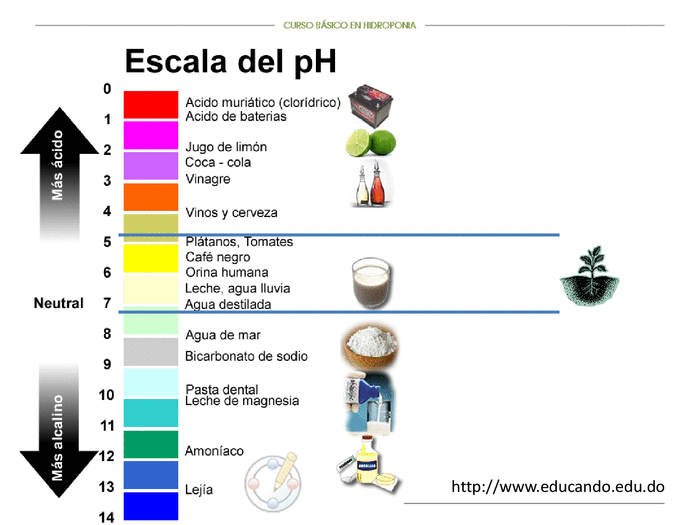 CURSO BÁSICO EN HIDROPONIA
Escala del pH
0
Acido muriático (clorídrico)
1
Acido de baterias
Más ácido
2
Jugo de limón
Coca - cola
3
Vinagre
4
Vinos y cerveza
5
Plátanos, Tomates
Café negro
6
Orina humana
Leche, agua lluvia
Neutral
7
Agua destilada
8
Agua de mar
Bicarbonato de sodio
9
Pasta dental
10
Leche de magnesia
Más alcalino
11
12
Amoníaco
13
Lejía
14
http://www.educando.edu.do